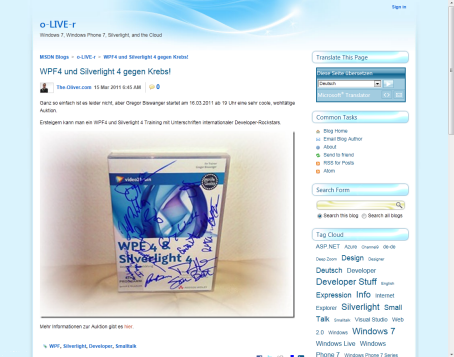 Sign in
o-LIVE-r
Windows 7, Windows Phone 7, Silverlight, and the Cloud
MSDN Blogs > o-LIVE-r > WPF4 und Silverlight 4 gegen Krebs!
WPF4 und Silverlight 4 gegen Krebs!
The.Oliver.com 15 Mar 2011 6:45 AM 0
Ganz so einfach ist es leider nicht, aber Gregor Biswanger startet am 16.03.2011 ab 19 Uhr eine sehr coole, wohltätige
Auktion.
Ersteigern kann man ein WPF4 und Silverlight 4 Training mit Unterschriften internationaler Developer-Rockstars.
video2brain
WPF 4 &
Silverlight 4
Mehr Informationen zur Auktion gibt es hier.
WPF, Silverlight, Developer, Smalltalk
Translate This Page
Diese Seite übersetzen
Deutsch
Microsoft® Translator
Common Tasks
Blog Home
Email Blog Author
About
Send to friend
RSS for Posts
Atom
Search Form
Search this blog Search all blogs
Tag Cloud
ASP.NET Azure Channel9 de-de
Deep Zoom Design Designer
Deutsch Developer
Developer Stuff English
Expression Info Internet
Explorer Silverlight Small
Talk Smalltalk Visual Studio Web
2.0 Windows Windows 7
Windows Live Windows
Phone 7 Windows Phone 7 Series